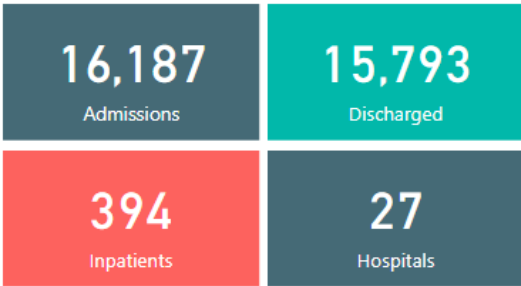 16,187
Admissions
15,793
Discharged
394
Inpatients
27
Hospitals